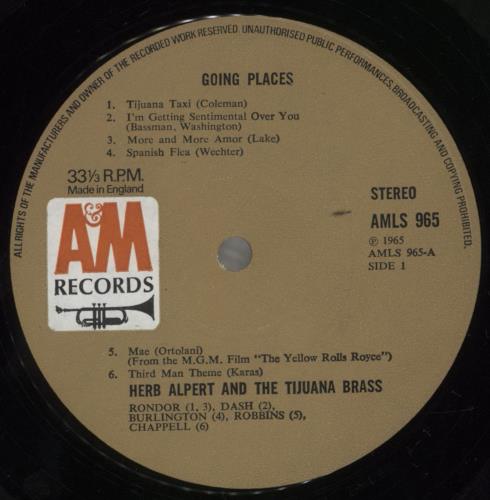 ALL RIGHTS OF THE MANUFACTURERS AND OWNER OF THE RECORDED WORK RESERVED. UNAUTHORISED PUBLIC PERFORMANCES, BROADCASTING AND COPYING PROHIBITED.
GOING PLACES
1. Tijuana Taxi (Coleman)
2. I'm Getting Sentimental Over You
(Bassman, Washington)
3. More and More Amor (Lake)
4. Spanish Flea (Wechter)
33⅓ R.P.M.
Made in England
A&M
RECORDS
STEREO
AMLS 965
℗ 1965
AMLS 965-A
SIDE 1
5. Mae (Ortolani)
(From the M.G.M. Film "The Yellow Rolls Royce")
6. Third Man Theme (Karas)
HERB ALPERT AND THE TIJUANA BRASS
RONDOR (1, 3), DASH (2),
BURLINGTON (4), ROBBINS (5),
CHAPPELL (6)